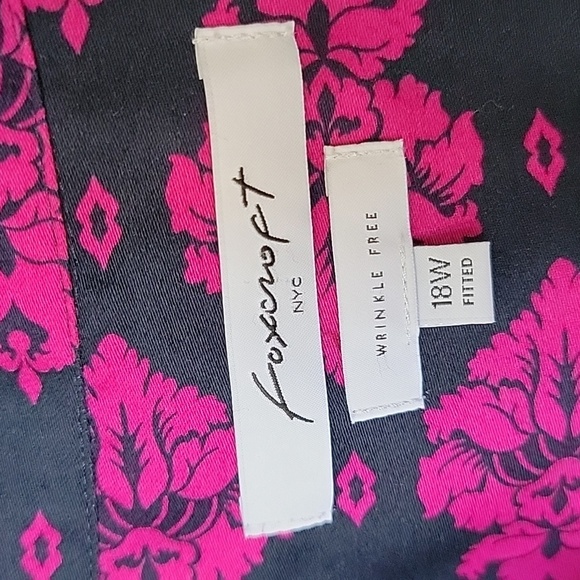 foxcroft
NYC
WRINKLE FREE
18W
FITTED